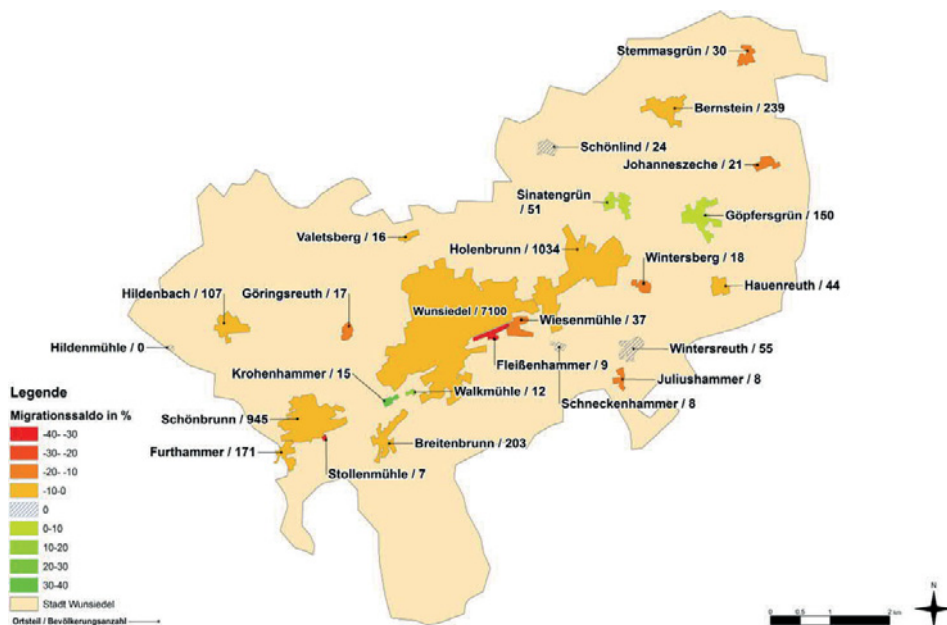 Stemmasgrün / 30
Bernstein / 239
Schönlind / 24
Johanneszeche / 21
Sinatengrün
/ 51
Göpfersgrün / 150
Valetsberg / 16
Holenbrunn / 1034
Wintersberg / 18
Hildenbach / 107
Göringsreuth / 17
Hauenreuth / 44
Wunsiedel / 7100
Wiesenmühle / 37
Hildenmühle / 0
Wintersreuth / 55
Fleißenhammer / 9
Krohenhammer / 15
Walkmühle / 12
Juliushammer / 8
Schneckenhammer / 8
Schönbrunn / 945
Breitenbrunn / 203
Furthammer / 171
Stollenmühle / 7
Legende
Migrationssaldo in %
-40- -30
-30- -20
-20- -10
-10-0
0
0-10
10-20
20-30
30-40
Stadt Wunsiedel
Ortsteil / Bevölkerungsanzahl
N
0 0,5 1 2 km